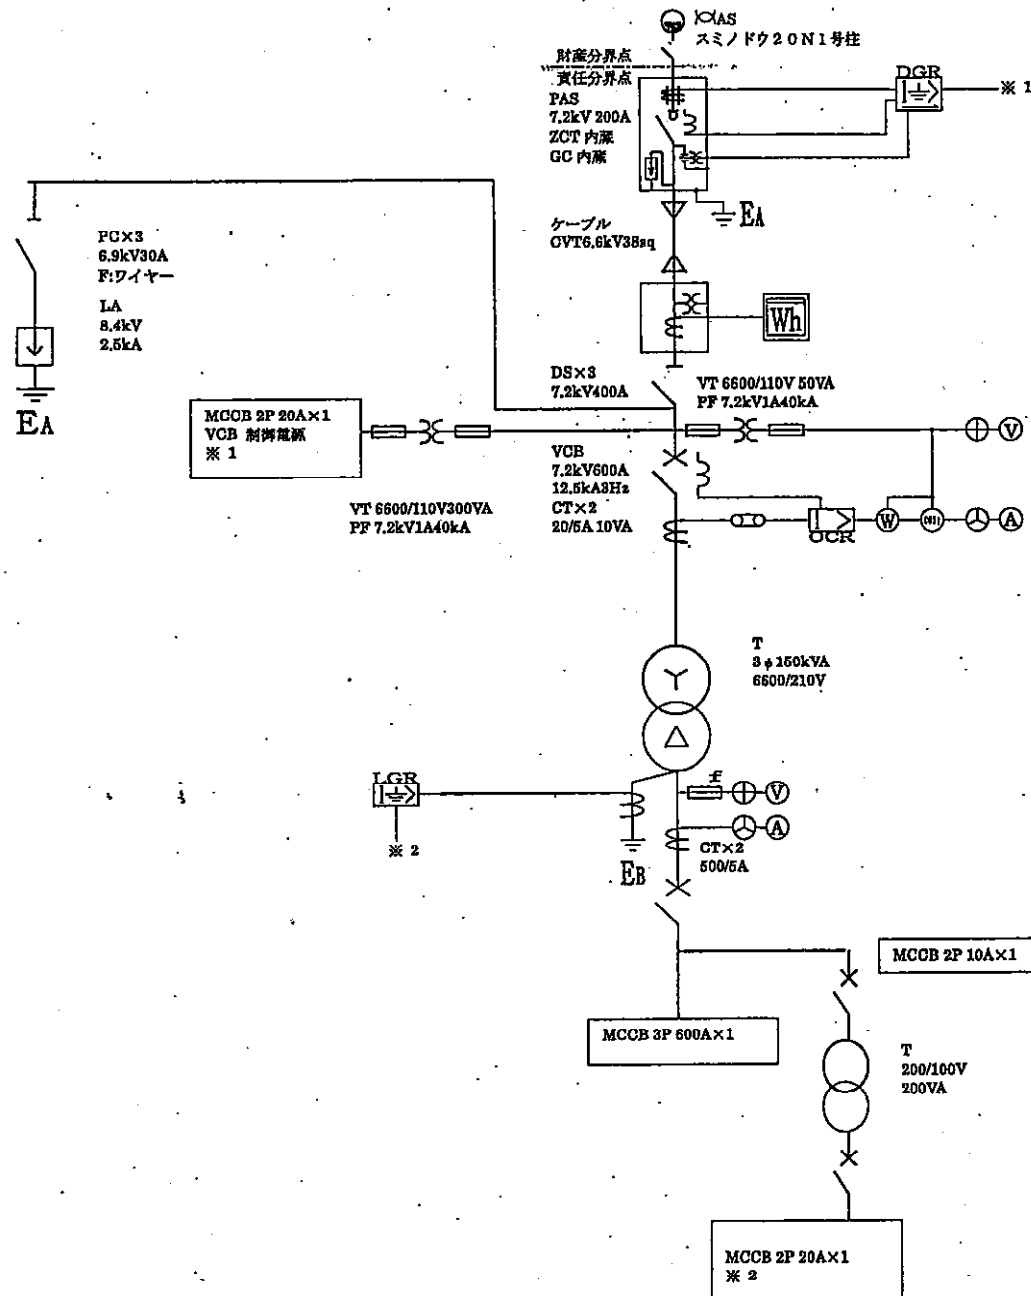 AS
スミノドウ20N1号柱
財産分界点
責任分界点
PAS
7.2kV 200A
ZCT 内蔵
GC 内蔵
DGR
※ 1
EA
ケーブル
CVT6.6kV38sq
PC×3
6.9kV30A
F:ワイヤー
LA
8.4kV
2.5kA
EA
Wh
DS×3
7.2kV400A
VT 6600/110V 50VA
PF 7.2kV1A40kA
MCCB 2P 20A×1
VCB 制御電源
※ 1
V
VCB
7.2kV600A
12.5kA3Hz
CT×2
20/5A 10VA
VT 6600/110V300VA
PF 7.2kV1A40kA
OCR
W
A
T
3φ150kVA
6600/210V
LGR
※ 2
f
V
A
CT×2
500/5A
EB
MCCB 2P 10A×1
MCCB 3P 600A×1
T
200/100V
200VA
MCCB 2P 20A×1
※ 2